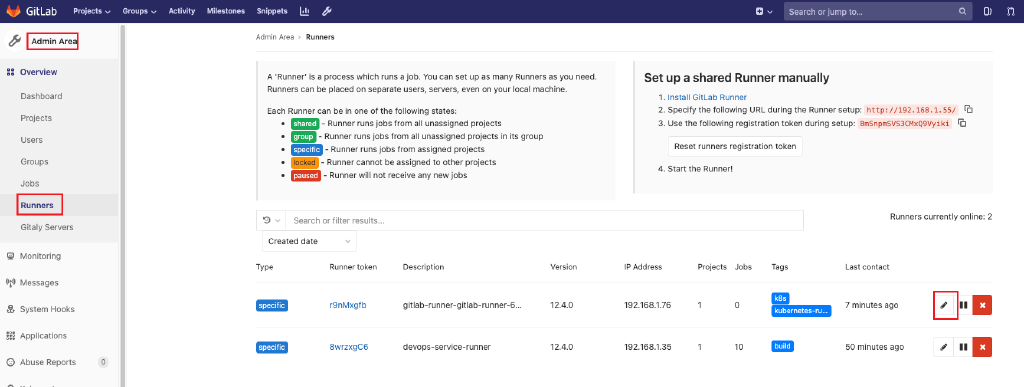 GitLab Projects Groups Activity Milestones Snippets Search or jump to...
Admin Area
Overview
Dashboard
Projects
Users
Groups
Jobs
Runners
Gitaly Servers
Monitoring
Messages
System Hooks
Applications
Abuse Reports 0
Admin Area › Runners
A 'Runner' is a process which runs a job. You can set up as many Runners as you need.
Runners can be placed on separate users, servers, even on your local machine.
Each Runner can be in one of the following states:
• shared - Runner runs jobs from all unassigned projects
• group - Runner runs jobs from all unassigned projects in its group
• specific - Runner runs jobs from assigned projects
• locked - Runner cannot be assigned to other projects
• paused - Runner will not receive any new jobs
Set up a shared Runner manually
1. Install GitLab Runner
2. Specify the following URL during the Runner setup: http://192.168.1.55/
3. Use the following registration token during setup: BmSnpmSVS3CMxQ9Vyiki
Reset runners registration token
4. Start the Runner!
Search or filter results...
Runners currently online: 2
Created date
Type Runner token Description Version IP Address Projects Jobs Tags Last contact
specific r9nMxgfb gitlab-runner-gitlab-runner-6... 12.4.0 192.168.1.76 1 0 k8s kubernetes-ru... 7 minutes ago
specific 8wrzxgC6 devops-service-runner 12.4.0 192.168.1.35 1 10 build 50 minutes ago